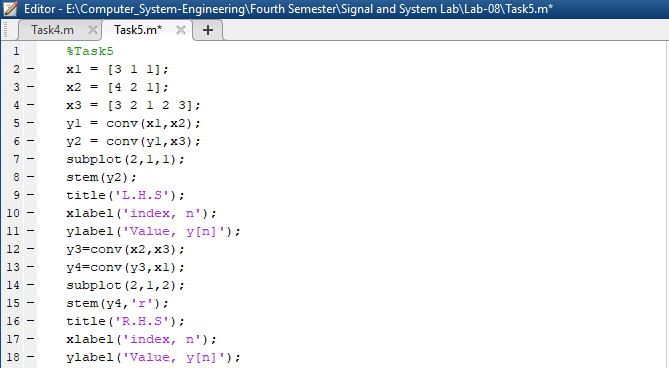 Editor - E:\Computer_System-Engineering\Fourth Semester\Signal and System Lab\Lab-08\Task5.m*
Task4.m Task5.m* +
1 %Task5
2 - x1 = [3 1 1];
3 - x2 = [4 2 1];
4 - x3 = [3 2 1 2 3];
5 - y1 = conv(x1,x2);
6 - y2 = conv(y1,x3);
7 - subplot(2,1,1);
8 - stem(y2);
9 - title('L.H.S');
10 - xlabel('index, n');
11 - ylabel('Value, y[n]');
12 - y3=conv(x2,x3);
13 - y4=conv(y3,x1);
14 - subplot(2,1,2);
15 - stem(y4,'r');
16 - title('R.H.S');
17 - xlabel('index, n');
18 - ylabel('Value, y[n]');